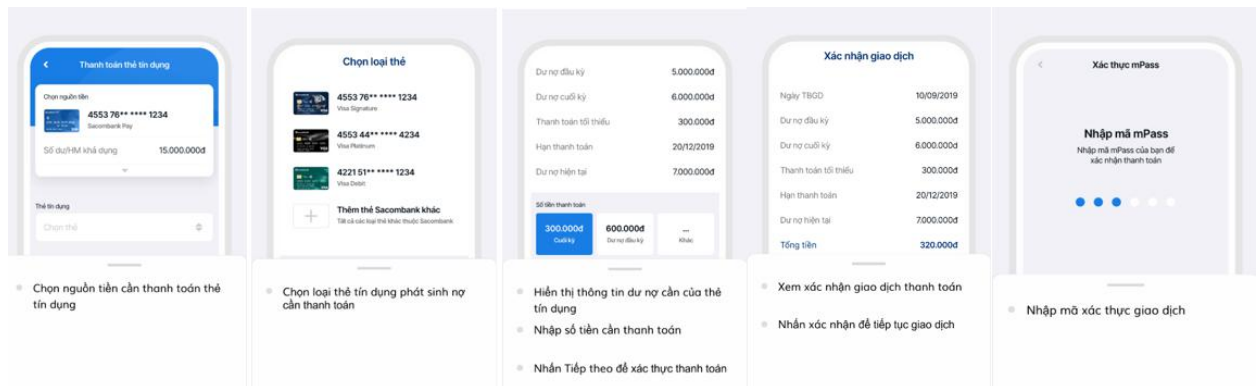 Thanh toán thẻ tín dụng
Chọn nguồn tiền
4553 76** **** 1234
Sacombank Pay
Số dư/HM khả dụng 15.000.000đ
Thẻ tín dụng
Chọn thẻ
Chọn nguồn tiền cần thanh toán thẻ
tín dụng
Chọn loại thẻ
4553 76** **** 1234
Visa Signature
4553 44** **** 4234
Visa Platinum
4221 51** **** 1234
Visa Debit
Thêm thẻ Sacombank khác
Tất cả các loại thẻ khác thuộc Sacombank
Chọn loại thẻ tín dụng phát sinh nợ
cần thanh toán
Dư nợ đầu kỳ 5.000.000đ
Dư nợ cuối kỳ 6.000.000đ
Thanh toán tối thiểu 300.000đ
Hạn thanh toán 20/12/2019
Dư nợ hiện tại 7.000.000đ
Số tiền thanh toán
300.000đ 600.000đ ...
Cuối kỳ Dư nợ đầu kỳ Khác
Hiển thị thông tin dư nợ cần của thẻ
tín dụng
Nhập số tiền cần thanh toán
Nhấn Tiếp theo để xác thực thanh toán
Xác nhận giao dịch
Ngày TBGD 10/09/2019
Dư nợ đầu kỳ 5.000.000đ
Dư nợ cuối kỳ 6.000.000đ
Thanh toán tối thiểu 300.000đ
Hạn thanh toán 20/12/2019
Dư nợ hiện tại 7.000.000đ
Tổng tiền 320.000đ
Xem xác nhận giao dịch thanh toán
Nhấn xác nhận để tiếp tục giao dịch
Xác thực mPass
Nhập mã mPass
Nhập mã mPass của bạn để
xác nhận thanh toán
Nhập mã xác thực giao dịch